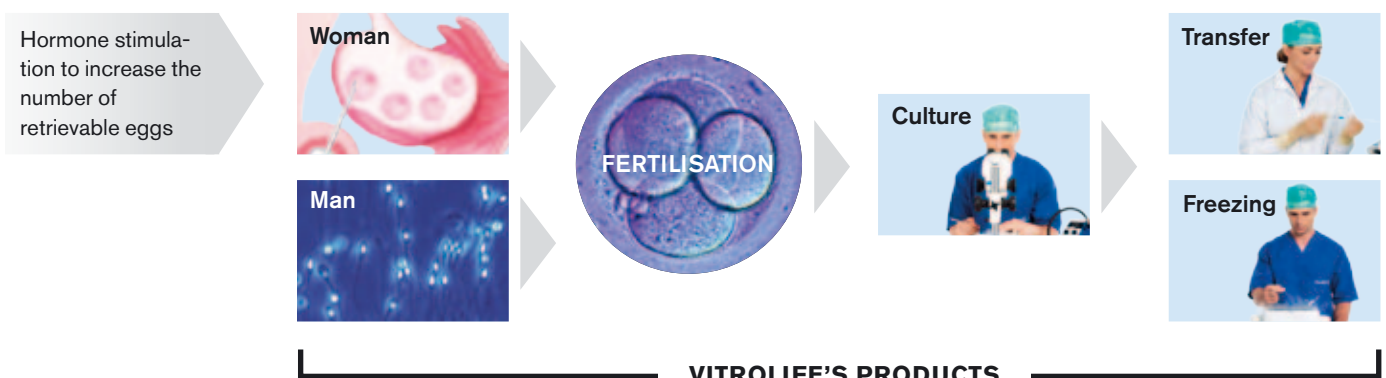 Hormone stimula-
tion to increase the
number of
retrievable eggs
Woman
Man
FERTILISATION
Culture
Transfer
Freezing
VITROLIFE'S PRODUCTS